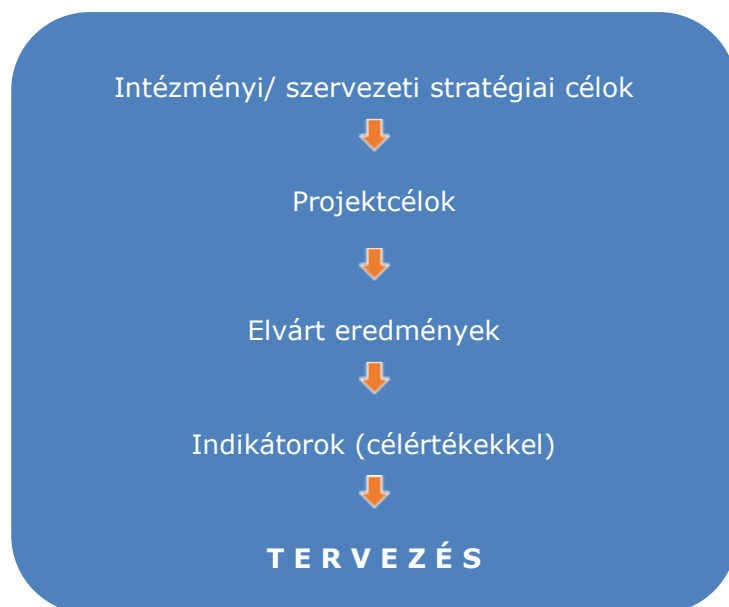 Intézményi/ szervezeti stratégiai célok
Projektcélok
Elvárt eredmények
Indikátorok (célértékekkel)
T E R V E Z É S